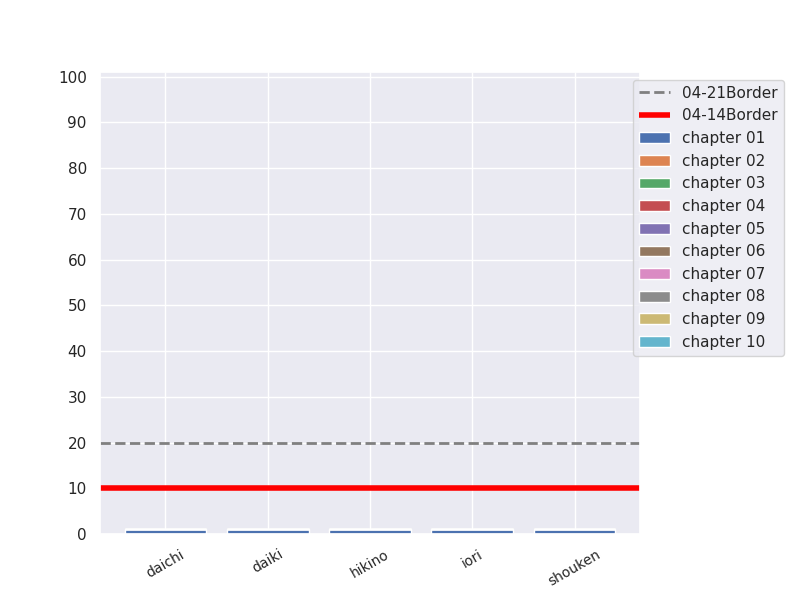 100
90
80
70
60
50
40
30
20
10
0
daichi
daiki
hikino
iori
shouken
04-21Border
04-14Border
chapter 01
chapter 02
chapter 03
chapter 04
chapter 05
chapter 06
chapter 07
chapter 08
chapter 09
chapter 10